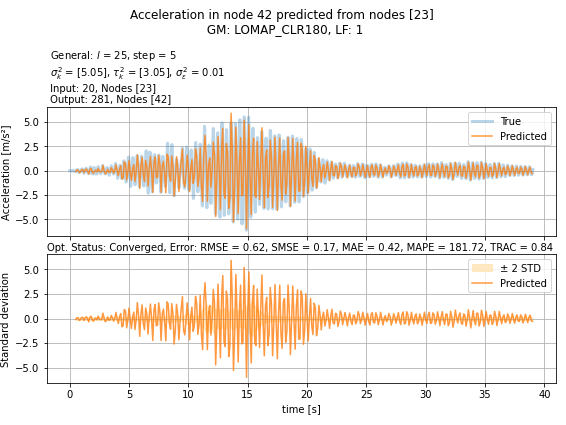 Acceleration in node 42 predicted from nodes [23]
GM: LOMAP_CLR180, LF: 1
General: l = 25, step = 5
σ_k² = [5.05], τ_k² = [3.05], σ_ε² = 0.01
Input: 20, Nodes [23]
Output: 281, Nodes [42]
Acceleration [m/s²]
5.0
2.5
0.0
−2.5
−5.0
True
Predicted
Opt. Status: Converged, Error: RMSE = 0.62, SMSE = 0.17, MAE = 0.42, MAPE = 181.72, TRAC = 0.84
Standard deviation
5.0
2.5
0.0
−2.5
−5.0
± 2 STD
Predicted
0 5 10 15 20 25 30 35 40
time [s]